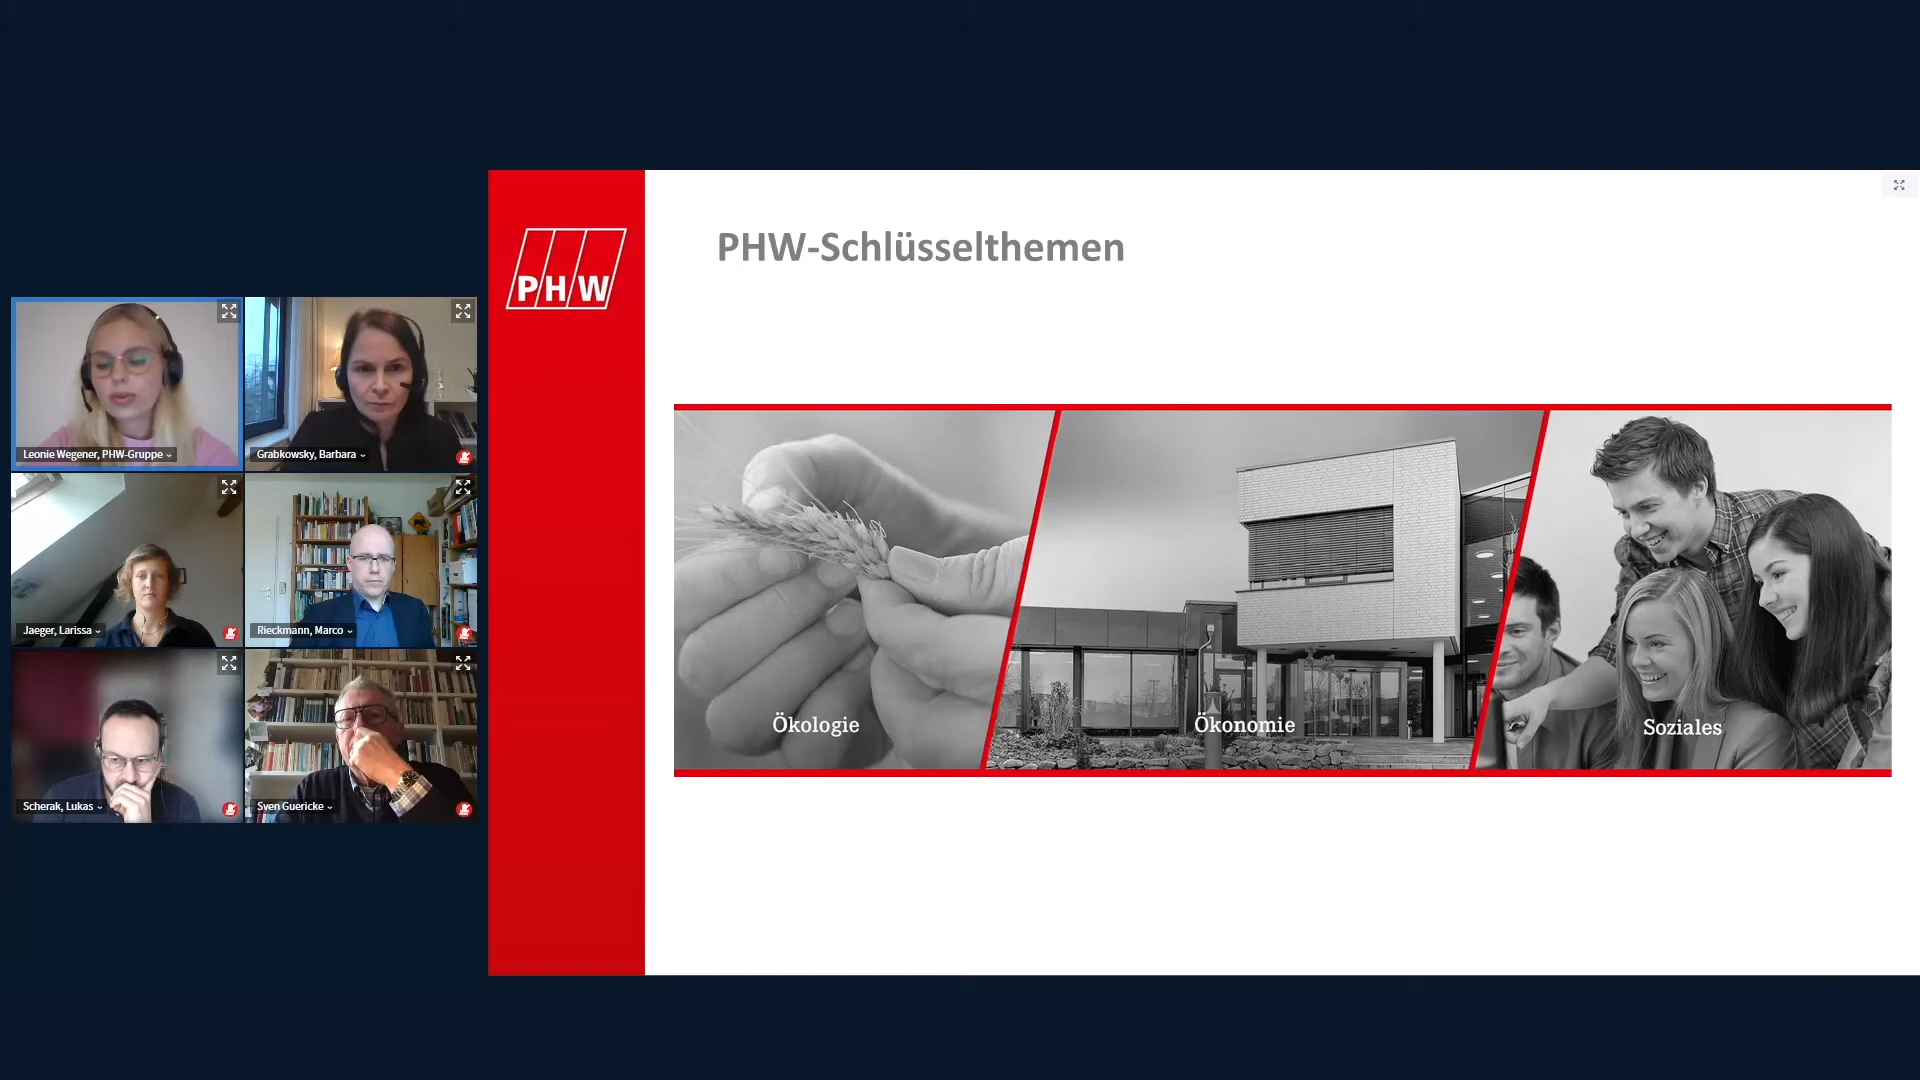 PHW-Schlüsselthemen
PHW
Leonie Wegener, PHW-Gruppe
Grabkowsky, Barbara
Jaeger, Larissa
Rieckmann, Marco
Scherak, Lukas
Sven Guericke
Ökologie
Ökonomie
Soziales